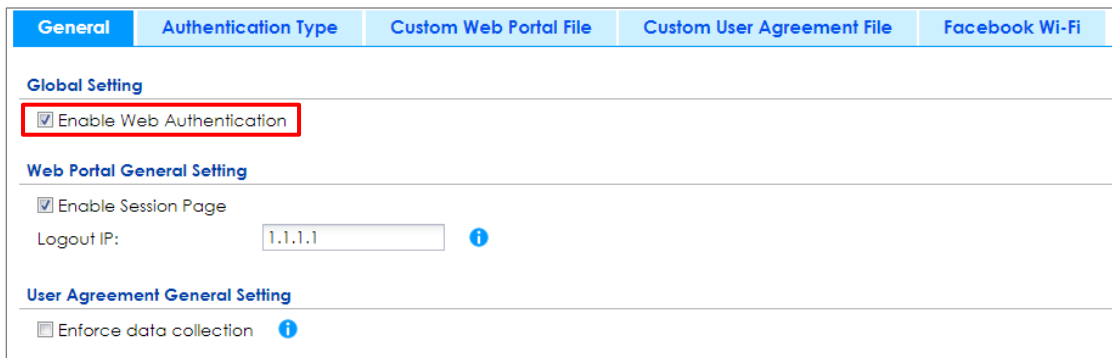 General Authentication Type Custom Web Portal File Custom User Agreement File Facebook Wi-Fi
Global Setting
Enable Web Authentication
Web Portal General Setting
Enable Session Page
Logout IP: 1.1.1.1
User Agreement General Setting
Enforce data collection